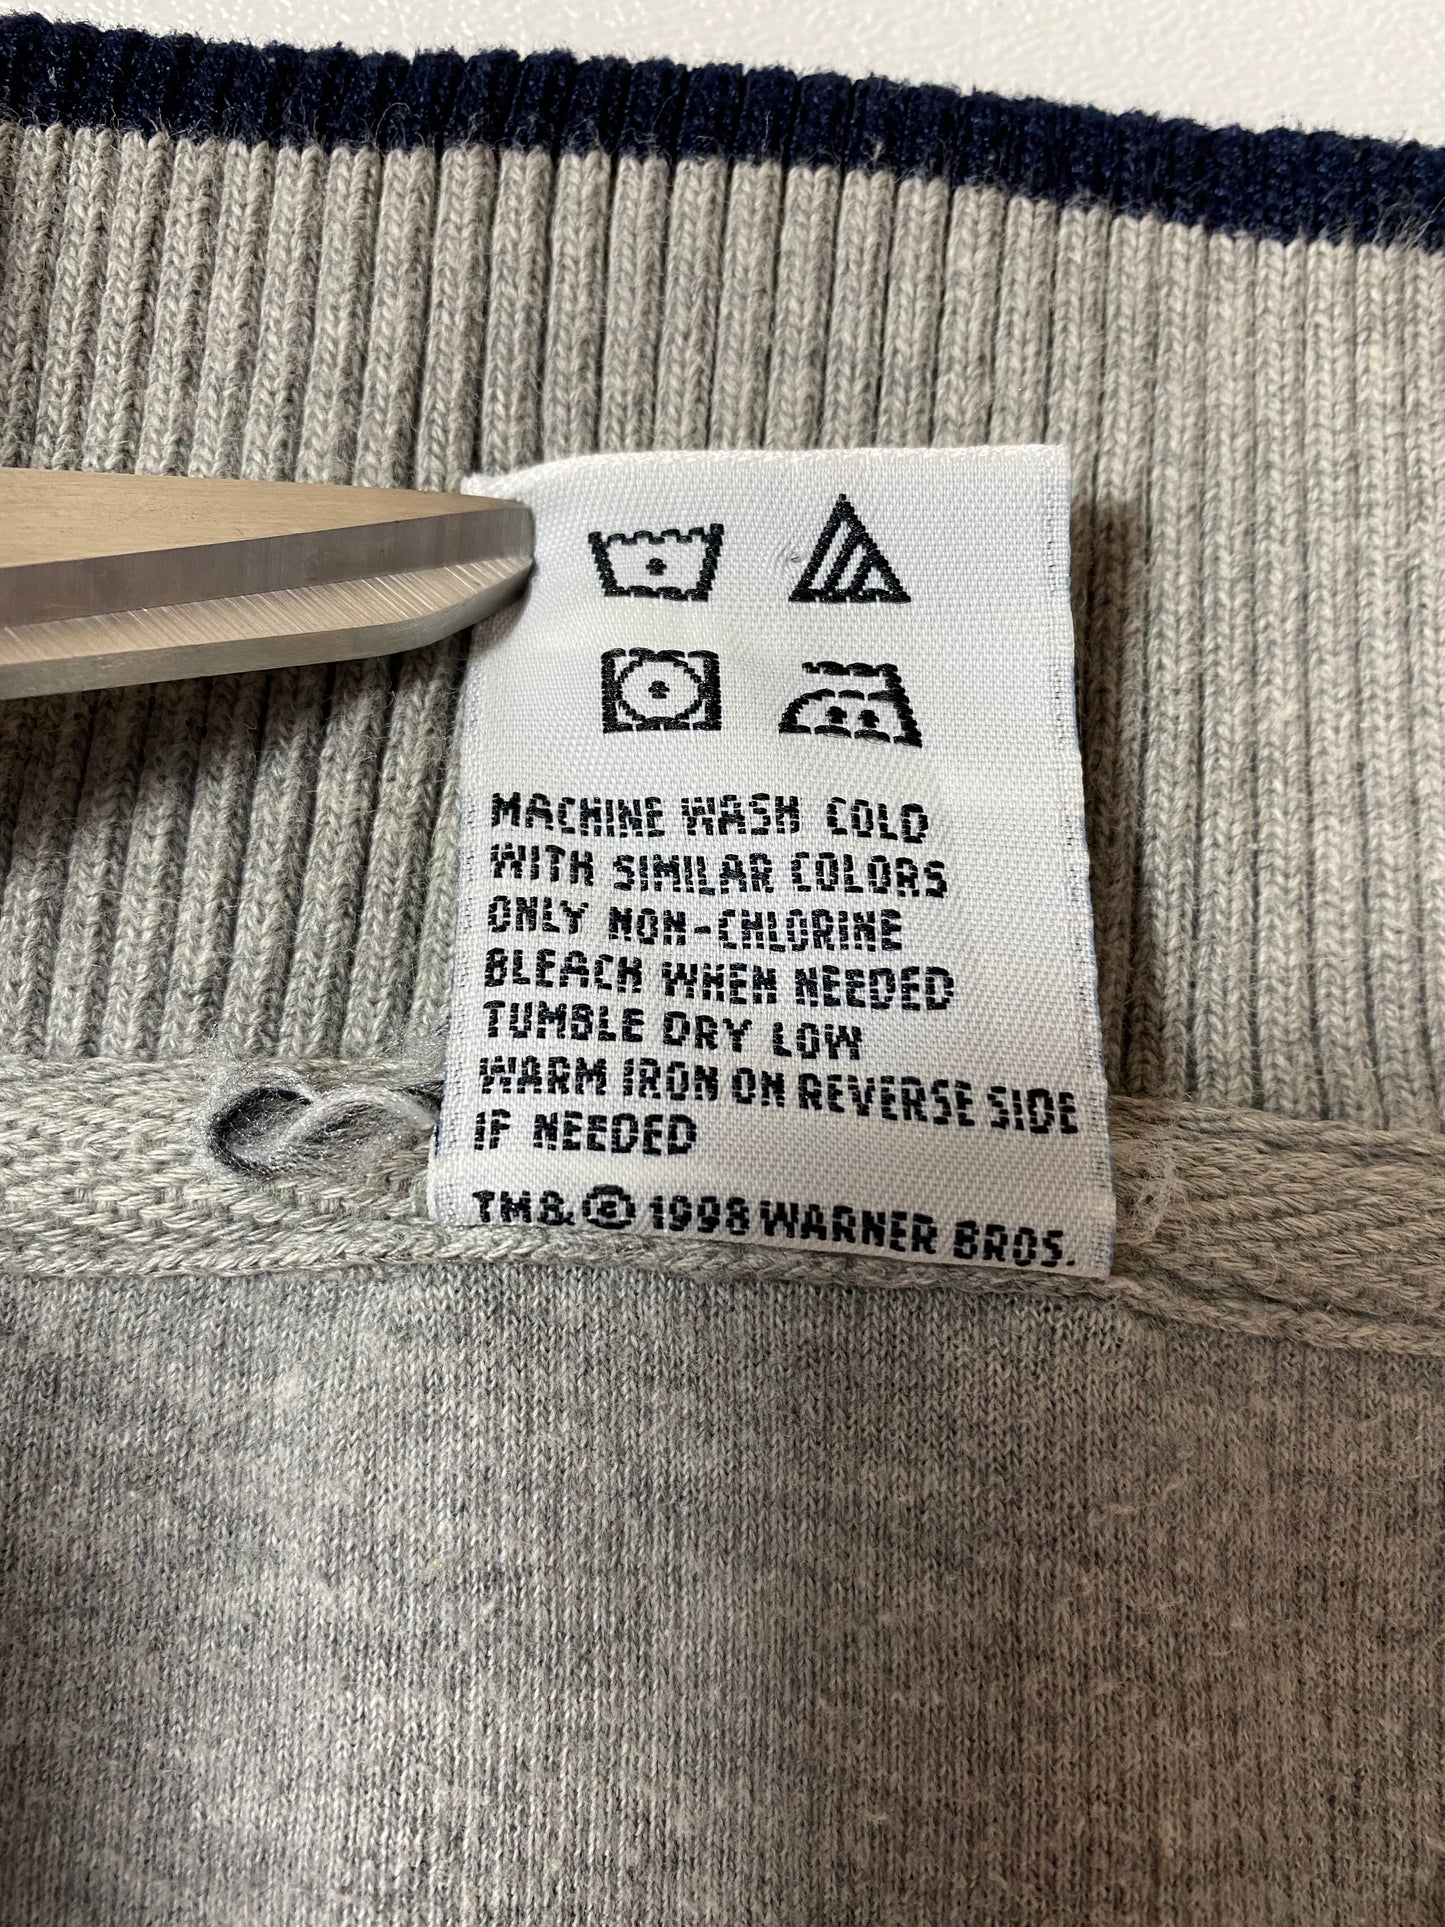 MACHINE WASH COLD
WITH SIMILAR COLORS
ONLY NON-CHLORINE
BLEACH WHEN NEEDED
TUMBLE DRY LOW
WARM IRON ON REVERSE SIDE
IF NEEDED
TM & © 1998 WARNER BROS.